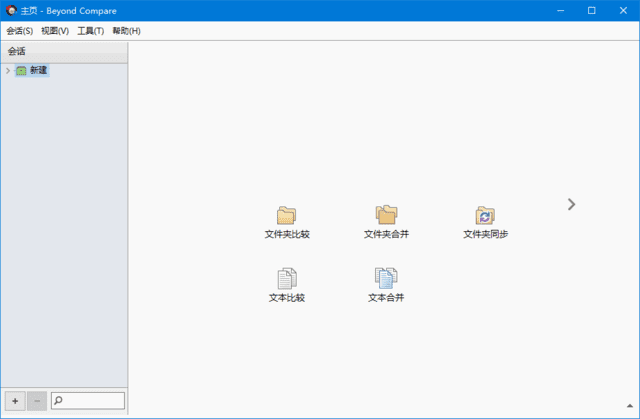 主页 - Beyond Compare
会话(S) 视图(V) 工具(T) 帮助(H)
会话
新建
文件夹比较 文件夹合并 文件夹同步
文本比较 文本合并